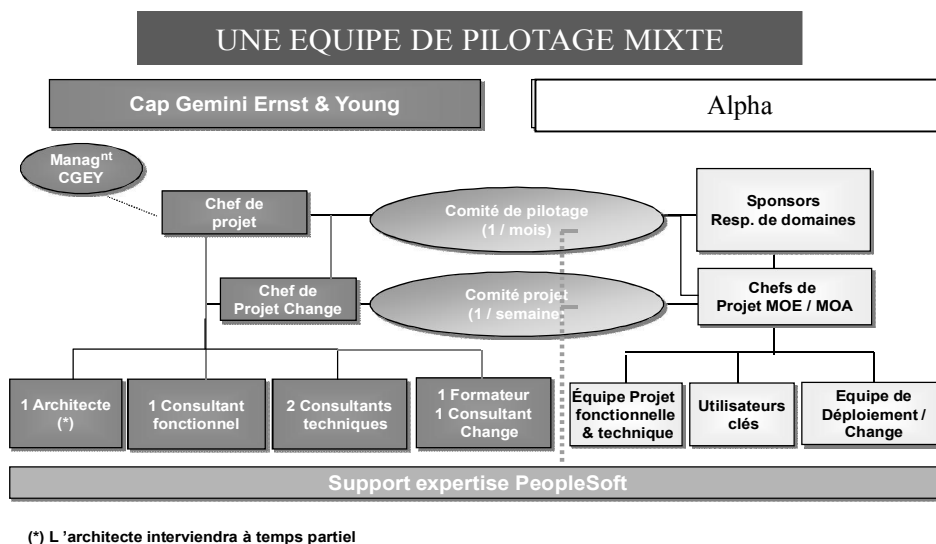 UNE EQUIPE DE PILOTAGE MIXTE
Cap Gemini Ernst & Young
Alpha
Managnt
CGEY
Chef de
projet
Comité de pilotage
(1 / mois)
Sponsors
Resp. de domaines
Chef de
Projet Change
Comité projet
(1 / semaine)
Chefs de
Projet MOE / MOA
1 Architecte
(*)
1 Consultant
fonctionnel
2 Consultants
techniques
1 Formateur
1 Consultant
Change
Équipe Projet
fonctionnelle
& technique
Utilisateurs
clés
Equipe de
Déploiement /
Change
Support expertise PeopleSoft
(*) L 'architecte interviendra à temps partiel